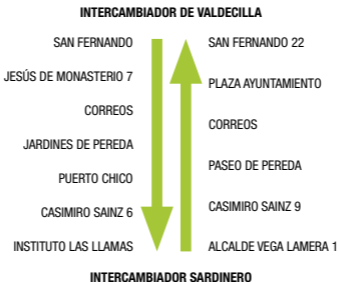 INTERCAMBIADOR DE VALDECILLA
SAN FERNANDO
JESÚS DE MONASTERIO 7
CORREOS
JARDINES DE PEREDA
PUERTO CHICO
CASIMIRO SAINZ 6
INSTITUTO LAS LLAMAS
SAN FERNANDO 22
PLAZA AYUNTAMIENTO
CORREOS
PASEO DE PEREDA
CASIMIRO SAINZ 9
ALCALDE VEGA LAMERA 1
INTERCAMBIADOR SARDINERO